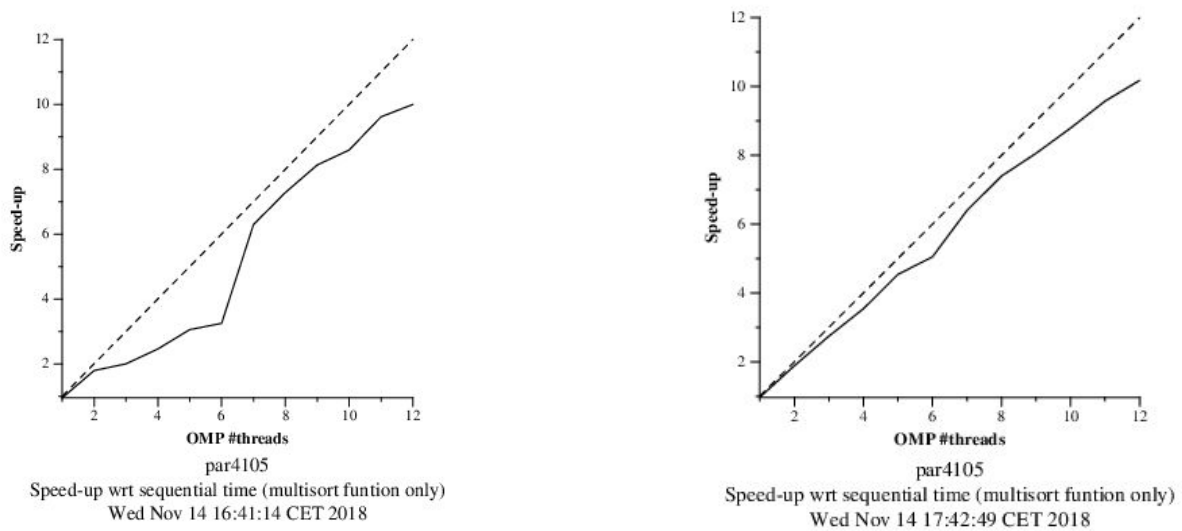 12
10
8
6
4
2
Speed-up
2 4 6 8 10 12
OMP #threads
par4105
Speed-up wrt sequential time (multisort funtion only)
Wed Nov 14 16:41:14 CET 2018
12
10
8
6
4
2
Speed-up
2 4 6 8 10 12
OMP #threads
par4105
Speed-up wrt sequential time (multisort funtion only)
Wed Nov 14 17:42:49 CET 2018